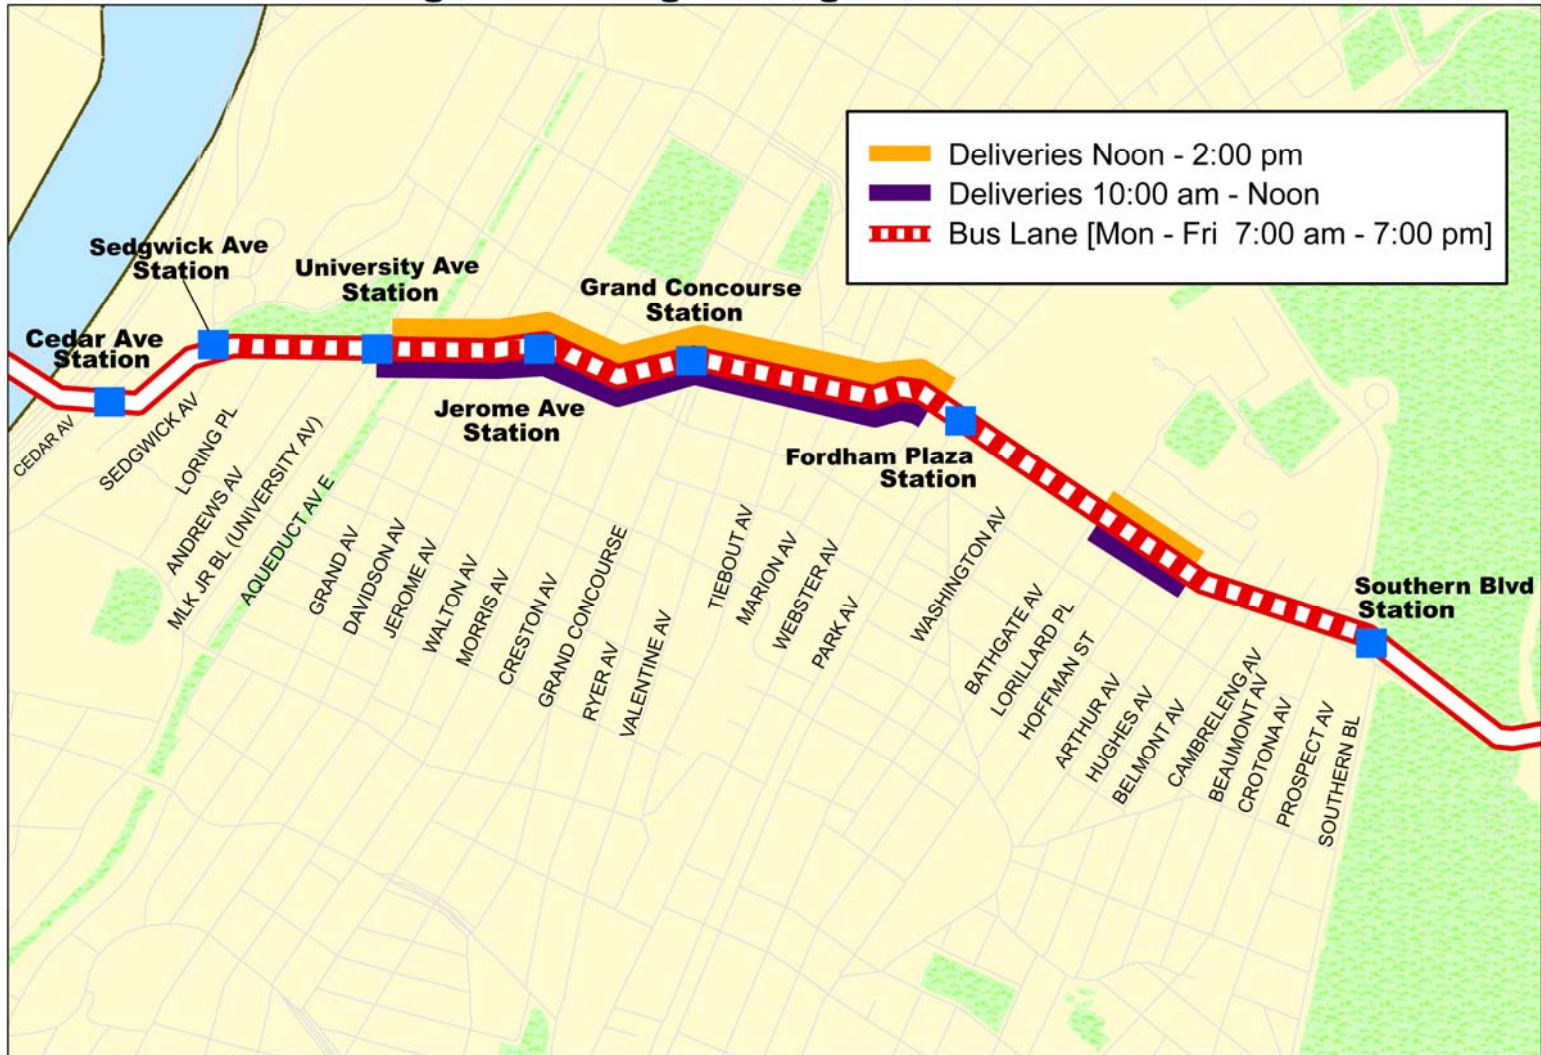 Deliveries Noon - 2:00 pm
Deliveries 10:00 am - Noon
Bus Lane [Mon - Fri 7:00 am - 7:00 pm]
Sedgwick Ave
Station
University Ave
Station
Grand Concourse
Station
Cedar Ave
Station
Jerome Ave
Station
Fordham Plaza
Station
Southern Blvd
Station
CEDAR AV
SEDGWICK AV
LORING PL
ANDREWS AV
MLK JR BL (UNIVERSITY AV)
AQUEDUCT AV E
GRAND AV
DAVIDSON AV
JEROME AV
WALTON AV
MORRIS AV
CRESTON AV
GRAND CONCOURSE
RYER AV
VALENTINE AV
TIEBOUT AV
MARION AV
WEBSTER AV
PARK AV
WASHINGTON AV
BATHGATE AV
LORILLARD PL
HOFFMAN ST
ARTHUR AV
HUGHES AV
BELMONT AV
CAMBRELENG AV
BEAUMONT AV
CROTONA AV
PROSPECT AV
SOUTHERN BL